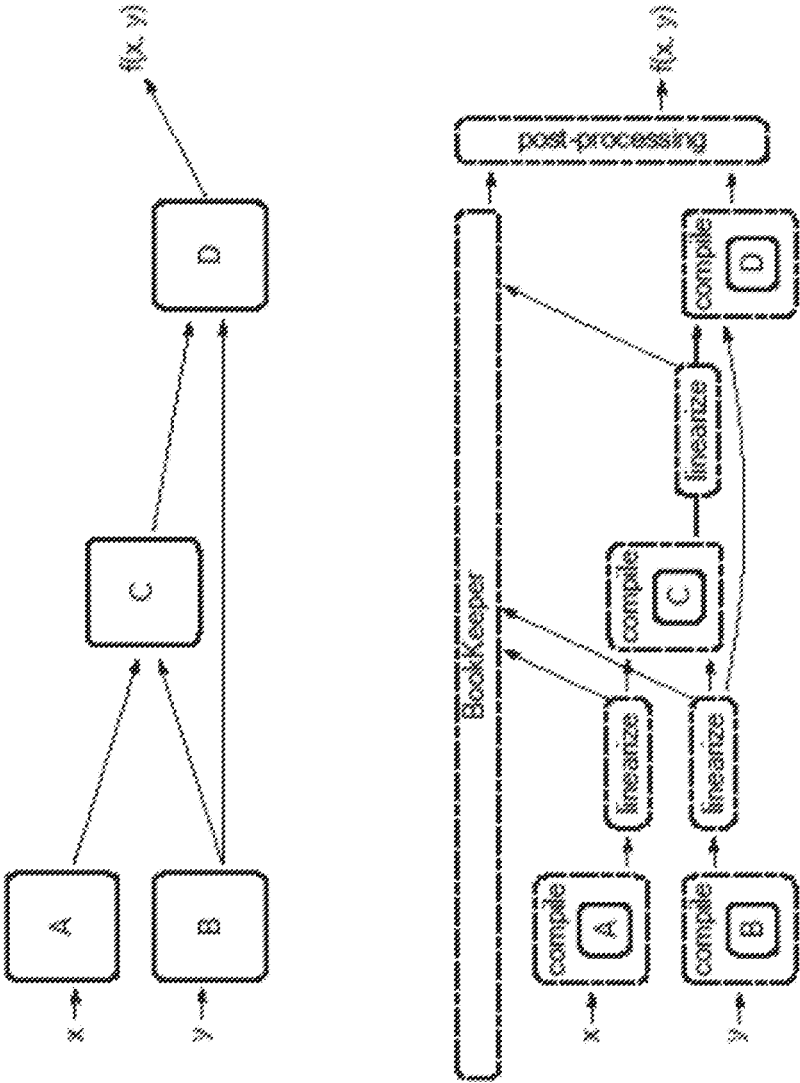 x
A
y
B
C
D
f(x, y)
BookKeeper
x
compile
A
linearize
y
compile
B
linearize
compile
C
linearize
compile
D
post-processing
f(x, y)